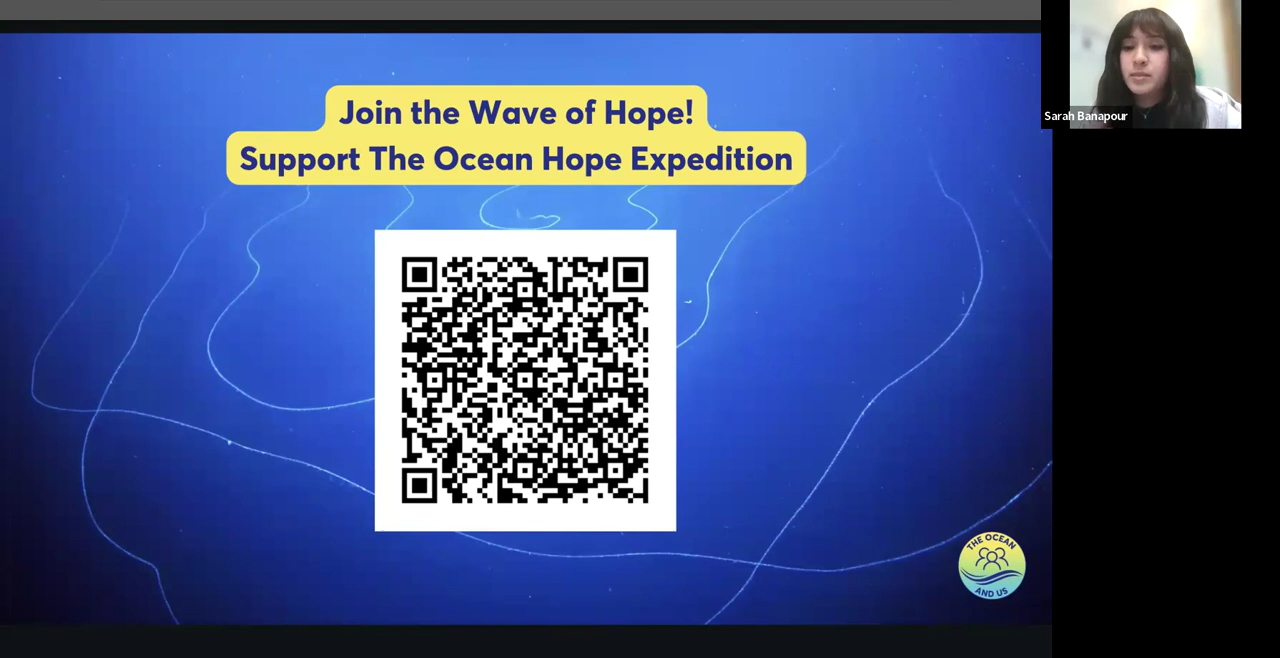 Join the Wave of Hope!
Support The Ocean Hope Expedition
Sarah Banapour
THE OCEAN
AND US